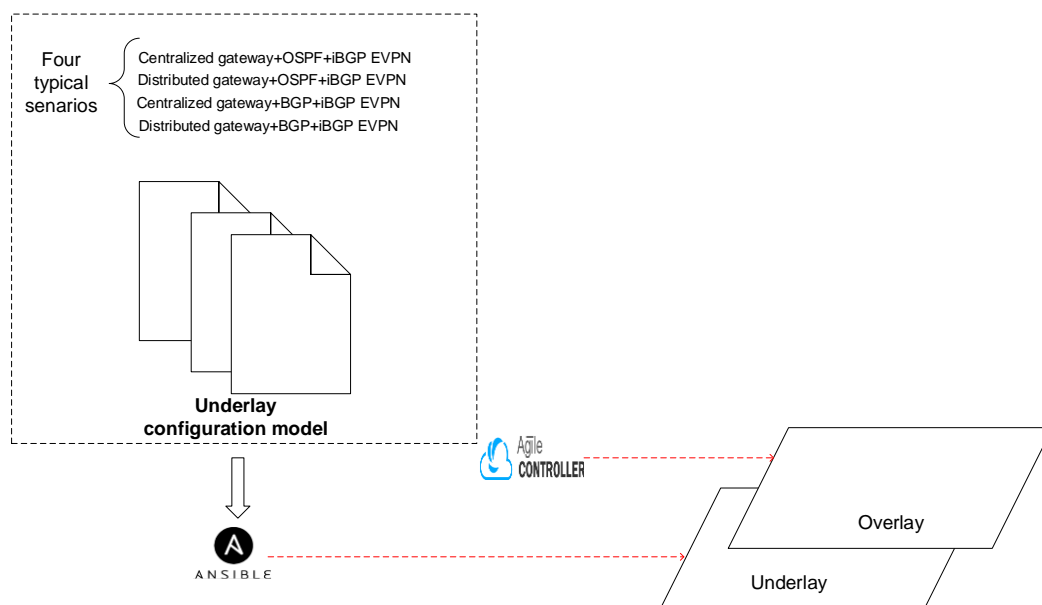 Four
typical
senarios
Centralized gateway+OSPF+iBGP EVPN
Distributed gateway+OSPF+iBGP EVPN
Centralized gateway+BGP+iBGP EVPN
Distributed gateway+BGP+iBGP EVPN
Underlay
configuration model
Agile
CONTROLLER
ANSIBLE
Overlay
Underlay